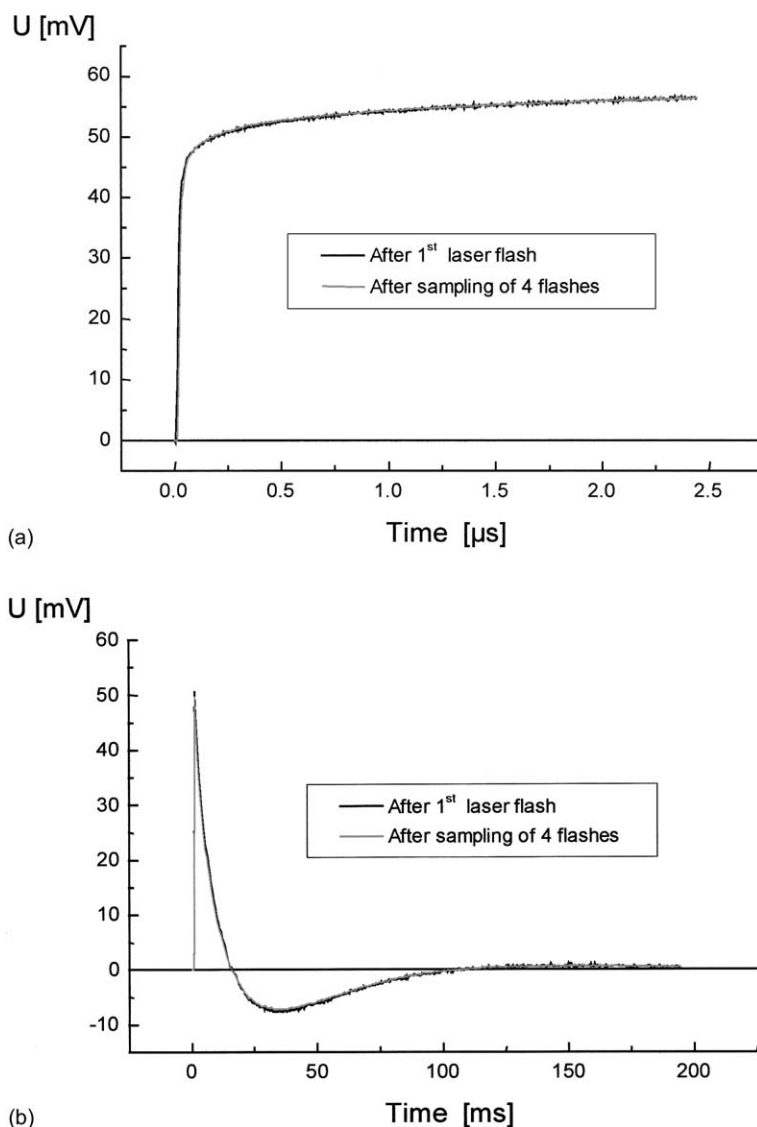 U [mV]
60
50
40
30
20
10
0
After 1st laser flash
After sampling of 4 flashes
0.0 0.5 1.0 1.5 2.0 2.5
(a)
Time [µs]
U [mV]
60
50
40
30
20
10
0
-10
After 1st laser flash
After sampling of 4 flashes
0 50 100 150 200
(b)
Time [ms]